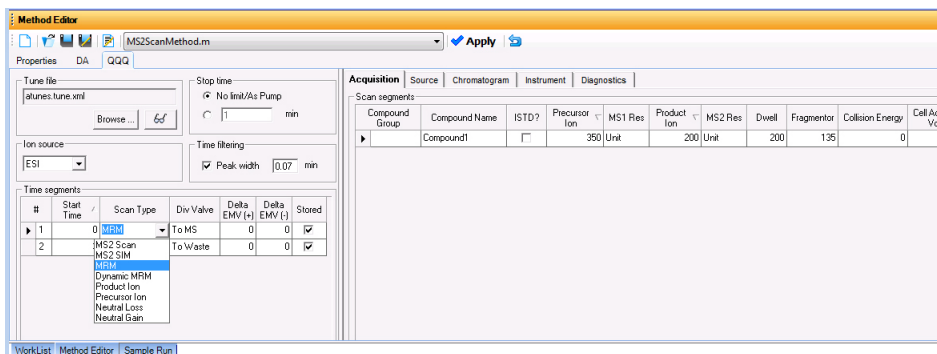 Method Editor
MS2ScanMethod.m Apply
Properties DA QQQ
Tune file
atunes.tune.xml
Browse ...
Stop time
No limit/As Pump
1 min
Ion source
ESI
Time filtering
Peak width 0.07 min
Time segments
# Start Time Scan Type Div Valve Delta EMV (+) Delta EMV (-) Stored
1 0 MRM To MS 0 0
2 To Waste 0 0
MS2 Scan
MS2 SIM
MRM
Dynamic MRM
Product Ion
Precursor Ion
Neutral Loss
Neutral Gain
Acquisition Source Chromatogram Instrument Diagnostics
Scan segments
Compound Group Compound Name ISTD? Precursor Ion MS1 Res Product Ion MS2 Res Dwell Fragmentor Collision Energy Cell Ac Vo
Compound1 350 Unit 200 Unit 200 135 0
WorkList Method Editor Sample Run